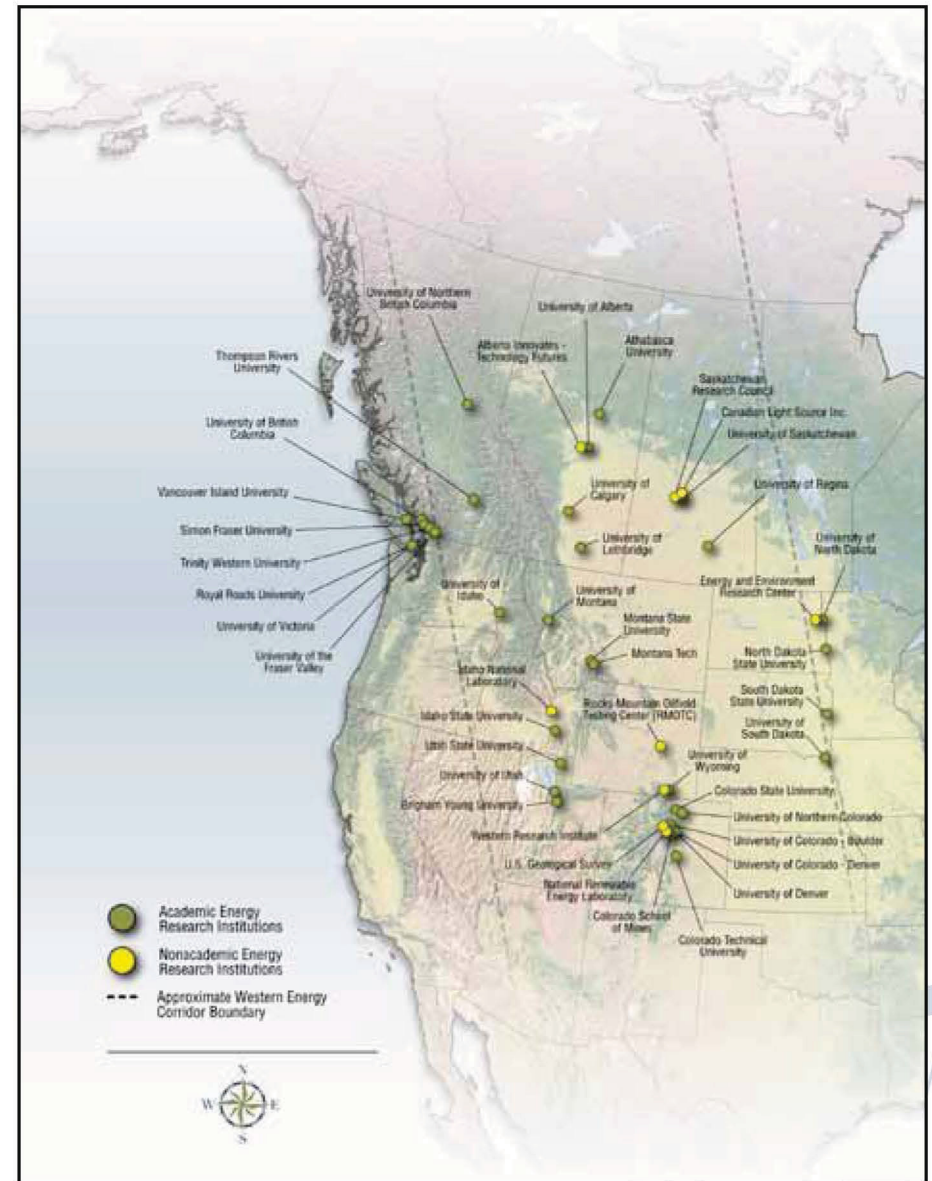 University of Northern
British Columbia
University of Alberta
Alberta Innovates -
Technology Futures
Athabasca
University
Thompson Rivers
University
Saskatchewan
Research Council
Canadian Light Source Inc.
University of Saskatchewan
University of British
Columbia
University of
Calgary
University of Regina
Vancouver Island University
Simon Fraser University
University of
Lethbridge
University of
North Dakota
Trinity Western University
Energy and Environment
Research Center
Royal Roads University
University of
Idaho
University of
Montana
University of Victoria
Montana State
University
Montana Tech
North Dakota
State University
University of the
Fraser Valley
Idaho National
Laboratory
Rocky Mountain Oilfield
Testing Center (RMOTC)
South Dakota
State University
Idaho State University
University of
South Dakota
Utah State University
University of
Wyoming
University of Utah
Colorado State University
Brigham Young University
University of Northern Colorado
Western Research Institute
University of Colorado - Boulder
U.S. Geological Survey
University of Colorado - Denver
National Renewable
Energy Laboratory
University of Denver
Colorado School
of Mines
Colorado Technical
University
Academic Energy
Research Institutions
Nonacademic Energy
Research Institutions
Approximate Western Energy
Corridor Boundary
N
W
E
S